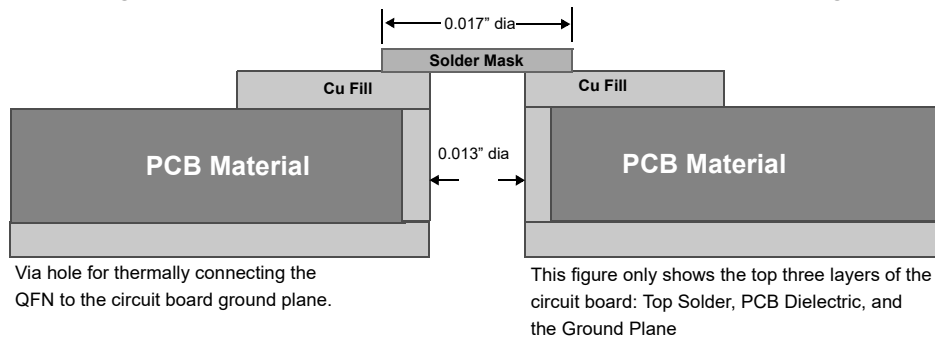 0.017” dia
Solder Mask
Cu Fill
Cu Fill
PCB Material
0.013” dia
PCB Material
Via hole for thermally connecting the
QFN to the circuit board ground plane.
This figure only shows the top three layers of the
circuit board: Top Solder, PCB Dielectric, and
the Ground Plane